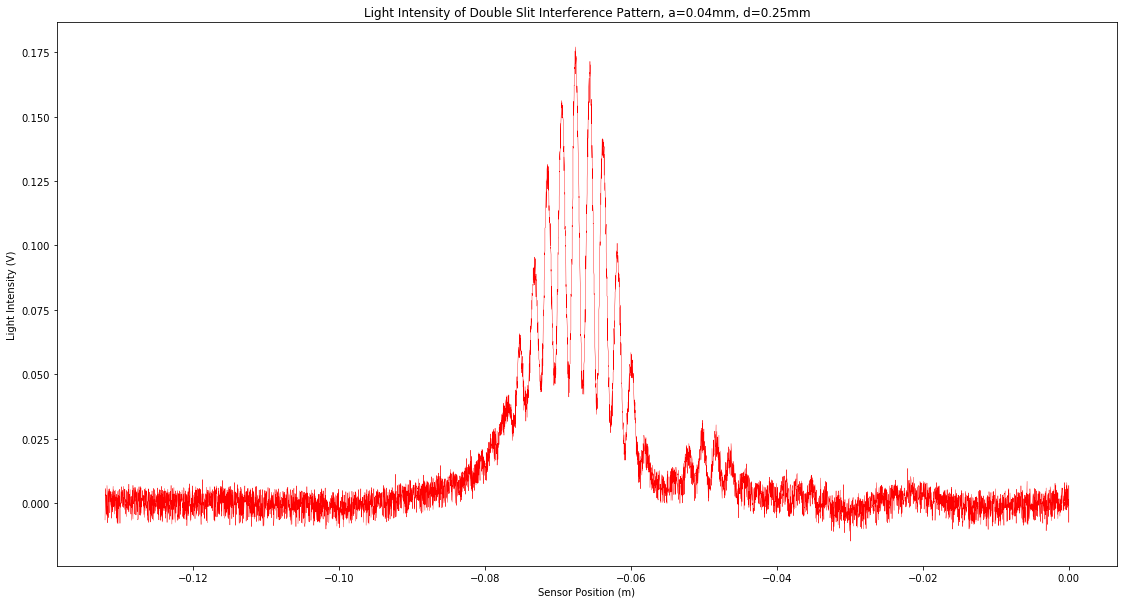 Light Intensity of Double Slit Interference Pattern, a=0.04mm, d=0.25mm
Light Intensity (V)
0.175
0.150
0.125
0.100
0.075
0.050
0.025
0.000
−0.12 −0.10 −0.08 −0.06 −0.04 −0.02 0.00
Sensor Position (m)